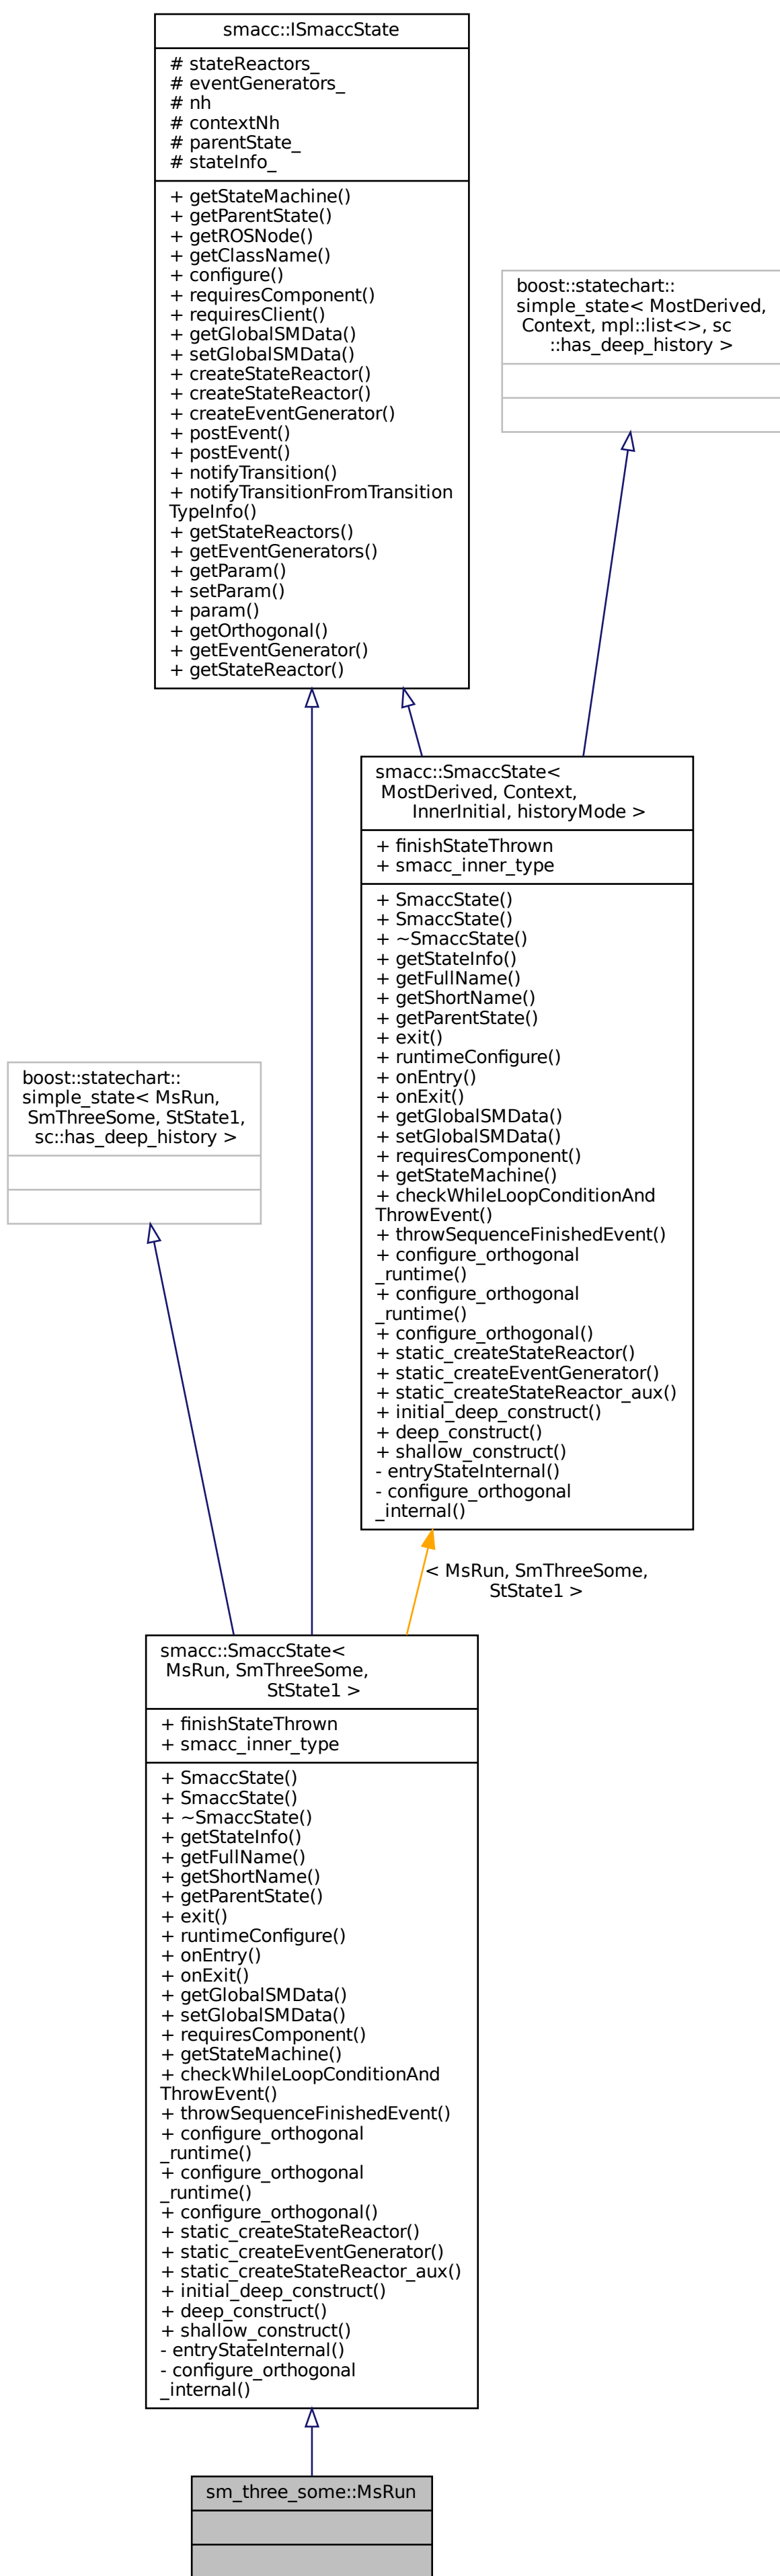 smacc::ISmaccState
# stateReactors_
# eventGenerators_
# nh
# contextNh
# parentState_
# stateInfo_
+ getStateMachine()
+ getParentState()
+ getROSNode()
+ getClassName()
+ configure()
+ requiresComponent()
+ requiresClient()
+ getGlobalSMData()
+ setGlobalSMData()
+ createStateReactor()
+ createStateReactor()
+ createEventGenerator()
+ postEvent()
+ postEvent()
+ notifyTransition()
+ notifyTransitionFromTransition
TypeInfo()
+ getStateReactors()
+ getEventGenerators()
+ getParam()
+ setParam()
+ param()
+ getOrthogonal()
+ getEventGenerator()
+ getStateReactor()
boost::statechart::
simple_state< MostDerived,
Context, mpl::list<>, sc
::has_deep_history >
smacc::SmaccState<
MostDerived, Context,
InnerInitial, historyMode >
+ finishStateThrown
+ smacc_inner_type
+ SmaccState()
+ SmaccState()
+ ~SmaccState()
+ getStateInfo()
+ getFullName()
+ getShortName()
+ getParentState()
+ exit()
+ runtimeConfigure()
+ onEntry()
+ onExit()
+ getGlobalSMData()
+ setGlobalSMData()
+ requiresComponent()
+ getStateMachine()
+ checkWhileLoopConditionAnd
ThrowEvent()
+ throwSequenceFinishedEvent()
+ configure_orthogonal
_runtime()
+ configure_orthogonal
_runtime()
+ configure_orthogonal()
+ static_createStateReactor()
+ static_createEventGenerator()
+ static_createStateReactor_aux()
+ initial_deep_construct()
+ deep_construct()
+ shallow_construct()
- entryStateInternal()
- configure_orthogonal
_internal()
boost::statechart::
simple_state< MsRun,
SmThreeSome, StState1,
sc::has_deep_history >
< MsRun, SmThreeSome,
StState1 >
smacc::SmaccState<
MsRun, SmThreeSome,
StState1 >
+ finishStateThrown
+ smacc_inner_type
+ SmaccState()
+ SmaccState()
+ ~SmaccState()
+ getStateInfo()
+ getFullName()
+ getShortName()
+ getParentState()
+ exit()
+ runtimeConfigure()
+ onEntry()
+ onExit()
+ getGlobalSMData()
+ setGlobalSMData()
+ requiresComponent()
+ getStateMachine()
+ checkWhileLoopConditionAnd
ThrowEvent()
+ throwSequenceFinishedEvent()
+ configure_orthogonal
_runtime()
+ configure_orthogonal
_runtime()
+ configure_orthogonal()
+ static_createStateReactor()
+ static_createEventGenerator()
+ static_createStateReactor_aux()
+ initial_deep_construct()
+ deep_construct()
+ shallow_construct()
- entryStateInternal()
- configure_orthogonal
_internal()
sm_three_some::MsRun